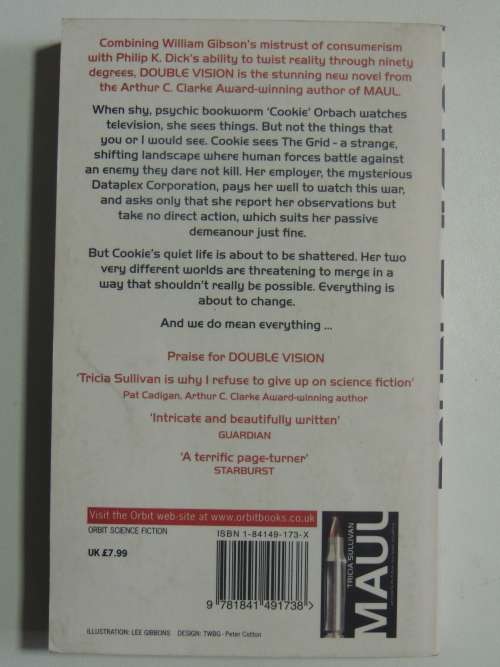 Combining William Gibson's mistrust of consumerism
with Philip K. Dick's ability to twist reality through ninety
degrees, DOUBLE VISION is the stunning new novel from
the Arthur C. Clarke Award-winning author of MAUL.
When shy, psychic bookworm 'Cookie' Orbach watches
television, she sees things. But not the things that
you or I would see. Cookie sees The Grid - a strange,
shifting landscape where human forces battle against
an enemy they dare not kill. Her employer, the mysterious
Dataplex Corporation, pays her well to watch this war,
and asks only that she report her observations but
take no direct action, which suits her passive
demeanour just fine.
But Cookie's quiet life is about to be shattered. Her two
very different worlds are threatening to merge in a
way that shouldn't really be possible. Everything is
about to change.
And we do mean everything ...
Praise for DOUBLE VISION
'Tricia Sullivan is why I refuse to give up on science fiction'
Pat Cadigan, Arthur C. Clarke Award-winning author
'Intricate and beautifully written'
GUARDIAN
'A terrific page-turner'
STARBURST
Visit the Orbit web-site at www.orbitbooks.co.uk
ORBIT SCIENCE FICTION
UK £7.99
ISBN 1-84149-173-X
9 781841 491738 >
TRICIA SULLIVAN
MAUL
ILLUSTRATION: LEE GIBBONS DESIGN: TWBG - Peter Cotton